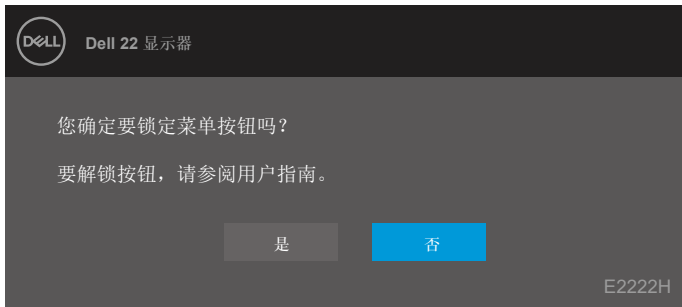 DELL
Dell 22 显示器
您确定要锁定菜单按钮吗？
要解锁按钮，请参阅用户指南。
是
否
E2222H